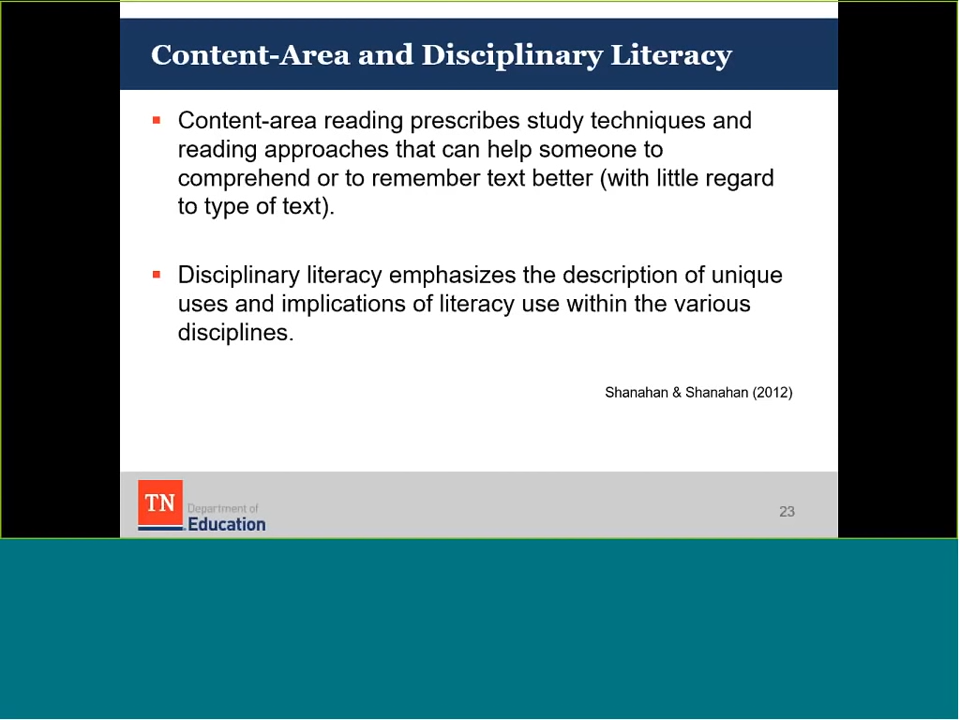 Content-Area and Disciplinary Literacy
Content-area reading prescribes study techniques and
reading approaches that can help someone to
comprehend or to remember text better (with little regard
to type of text).
Disciplinary literacy emphasizes the description of unique
uses and implications of literacy use within the various
disciplines.
Shanahan & Shanahan (2012)
TN
Department of
Education
23